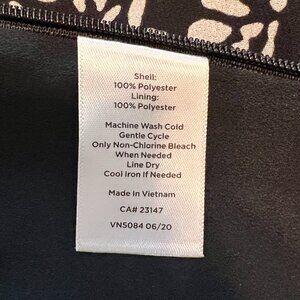 Shell:
100% Polyester
Lining:
100% Polyester
Machine Wash Cold
Gentle Cycle
Only Non-Chlorine Bleach
When Needed
Line Dry
Cool Iron If Needed
Made In Vietnam
CA# 23147
VN5084 06/20